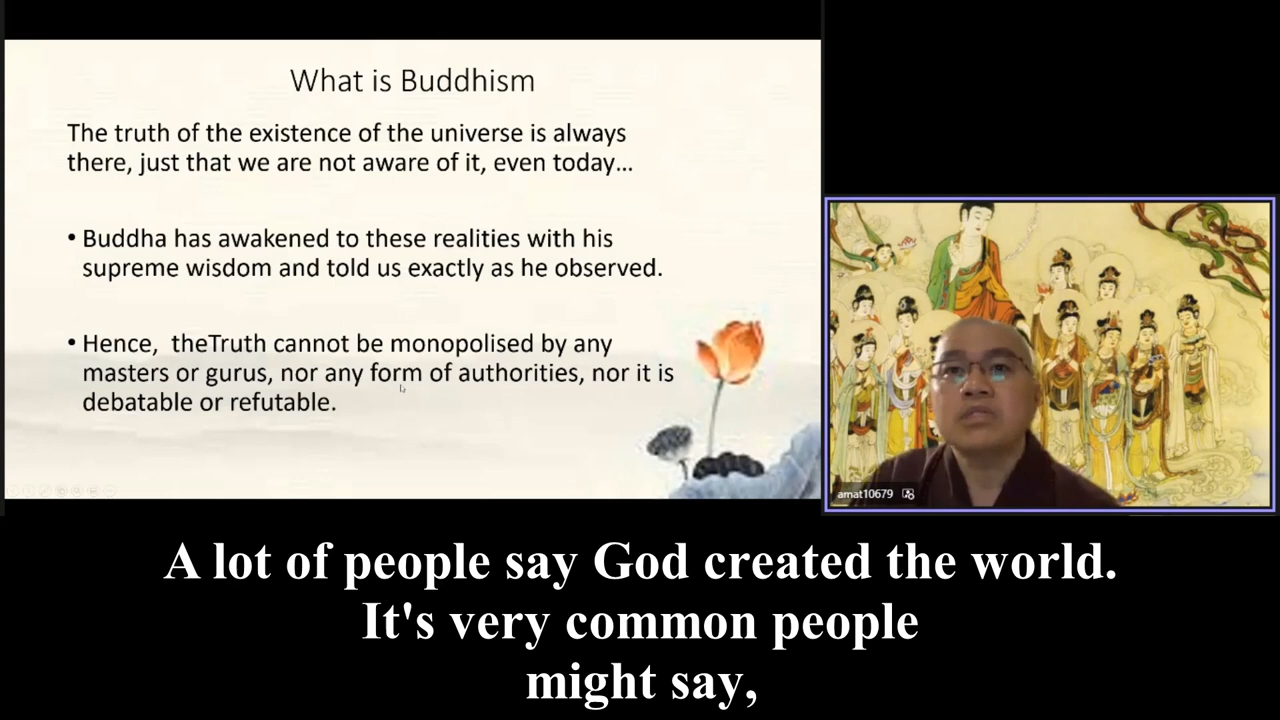 What is Buddhism
The truth of the existence of the universe is always
there, just that we are not aware of it, even today...
• Buddha has awakened to these realities with his
supreme wisdom and told us exactly as he observed.
• Hence,  theTruth cannot be monopolised by any
masters or gurus, nor any form of authorities, nor it is
debatable or refutable.
amat10679
A lot of people say God created the world.
It's very common people
might say,